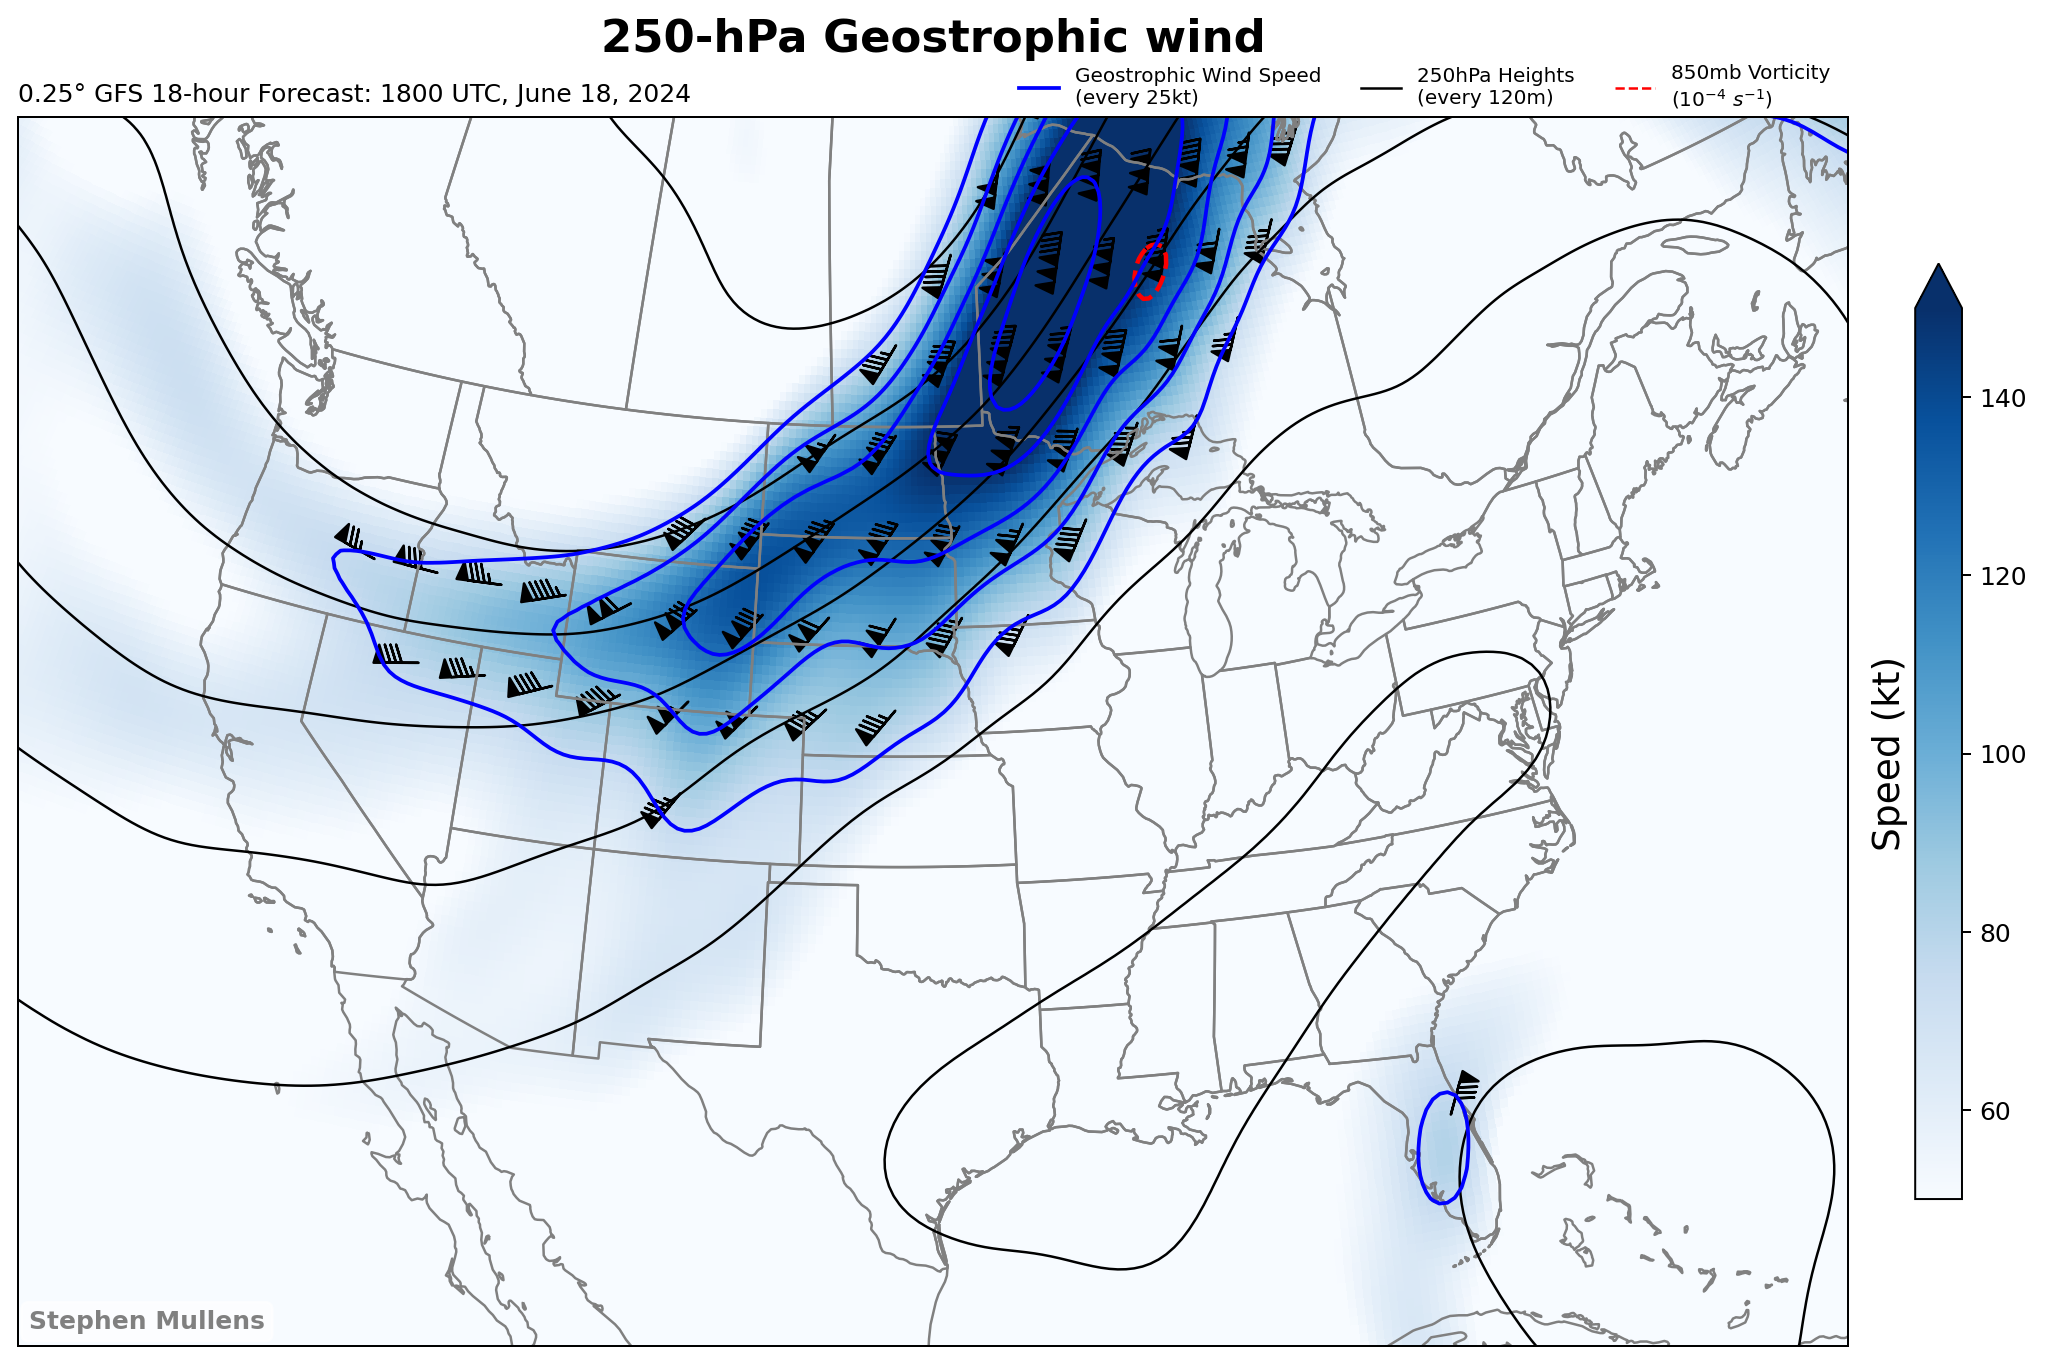 250-hPa Geostrophic wind
0.25° GFS 18-hour Forecast: 1800 UTC, June 18, 2024
Geostrophic Wind Speed
(every 25kt)
250hPa Heights
(every 120m)
850mb Vorticity
(10⁻⁴ s⁻¹)
140
120
100
80
60
Speed (kt)
Stephen Mullens